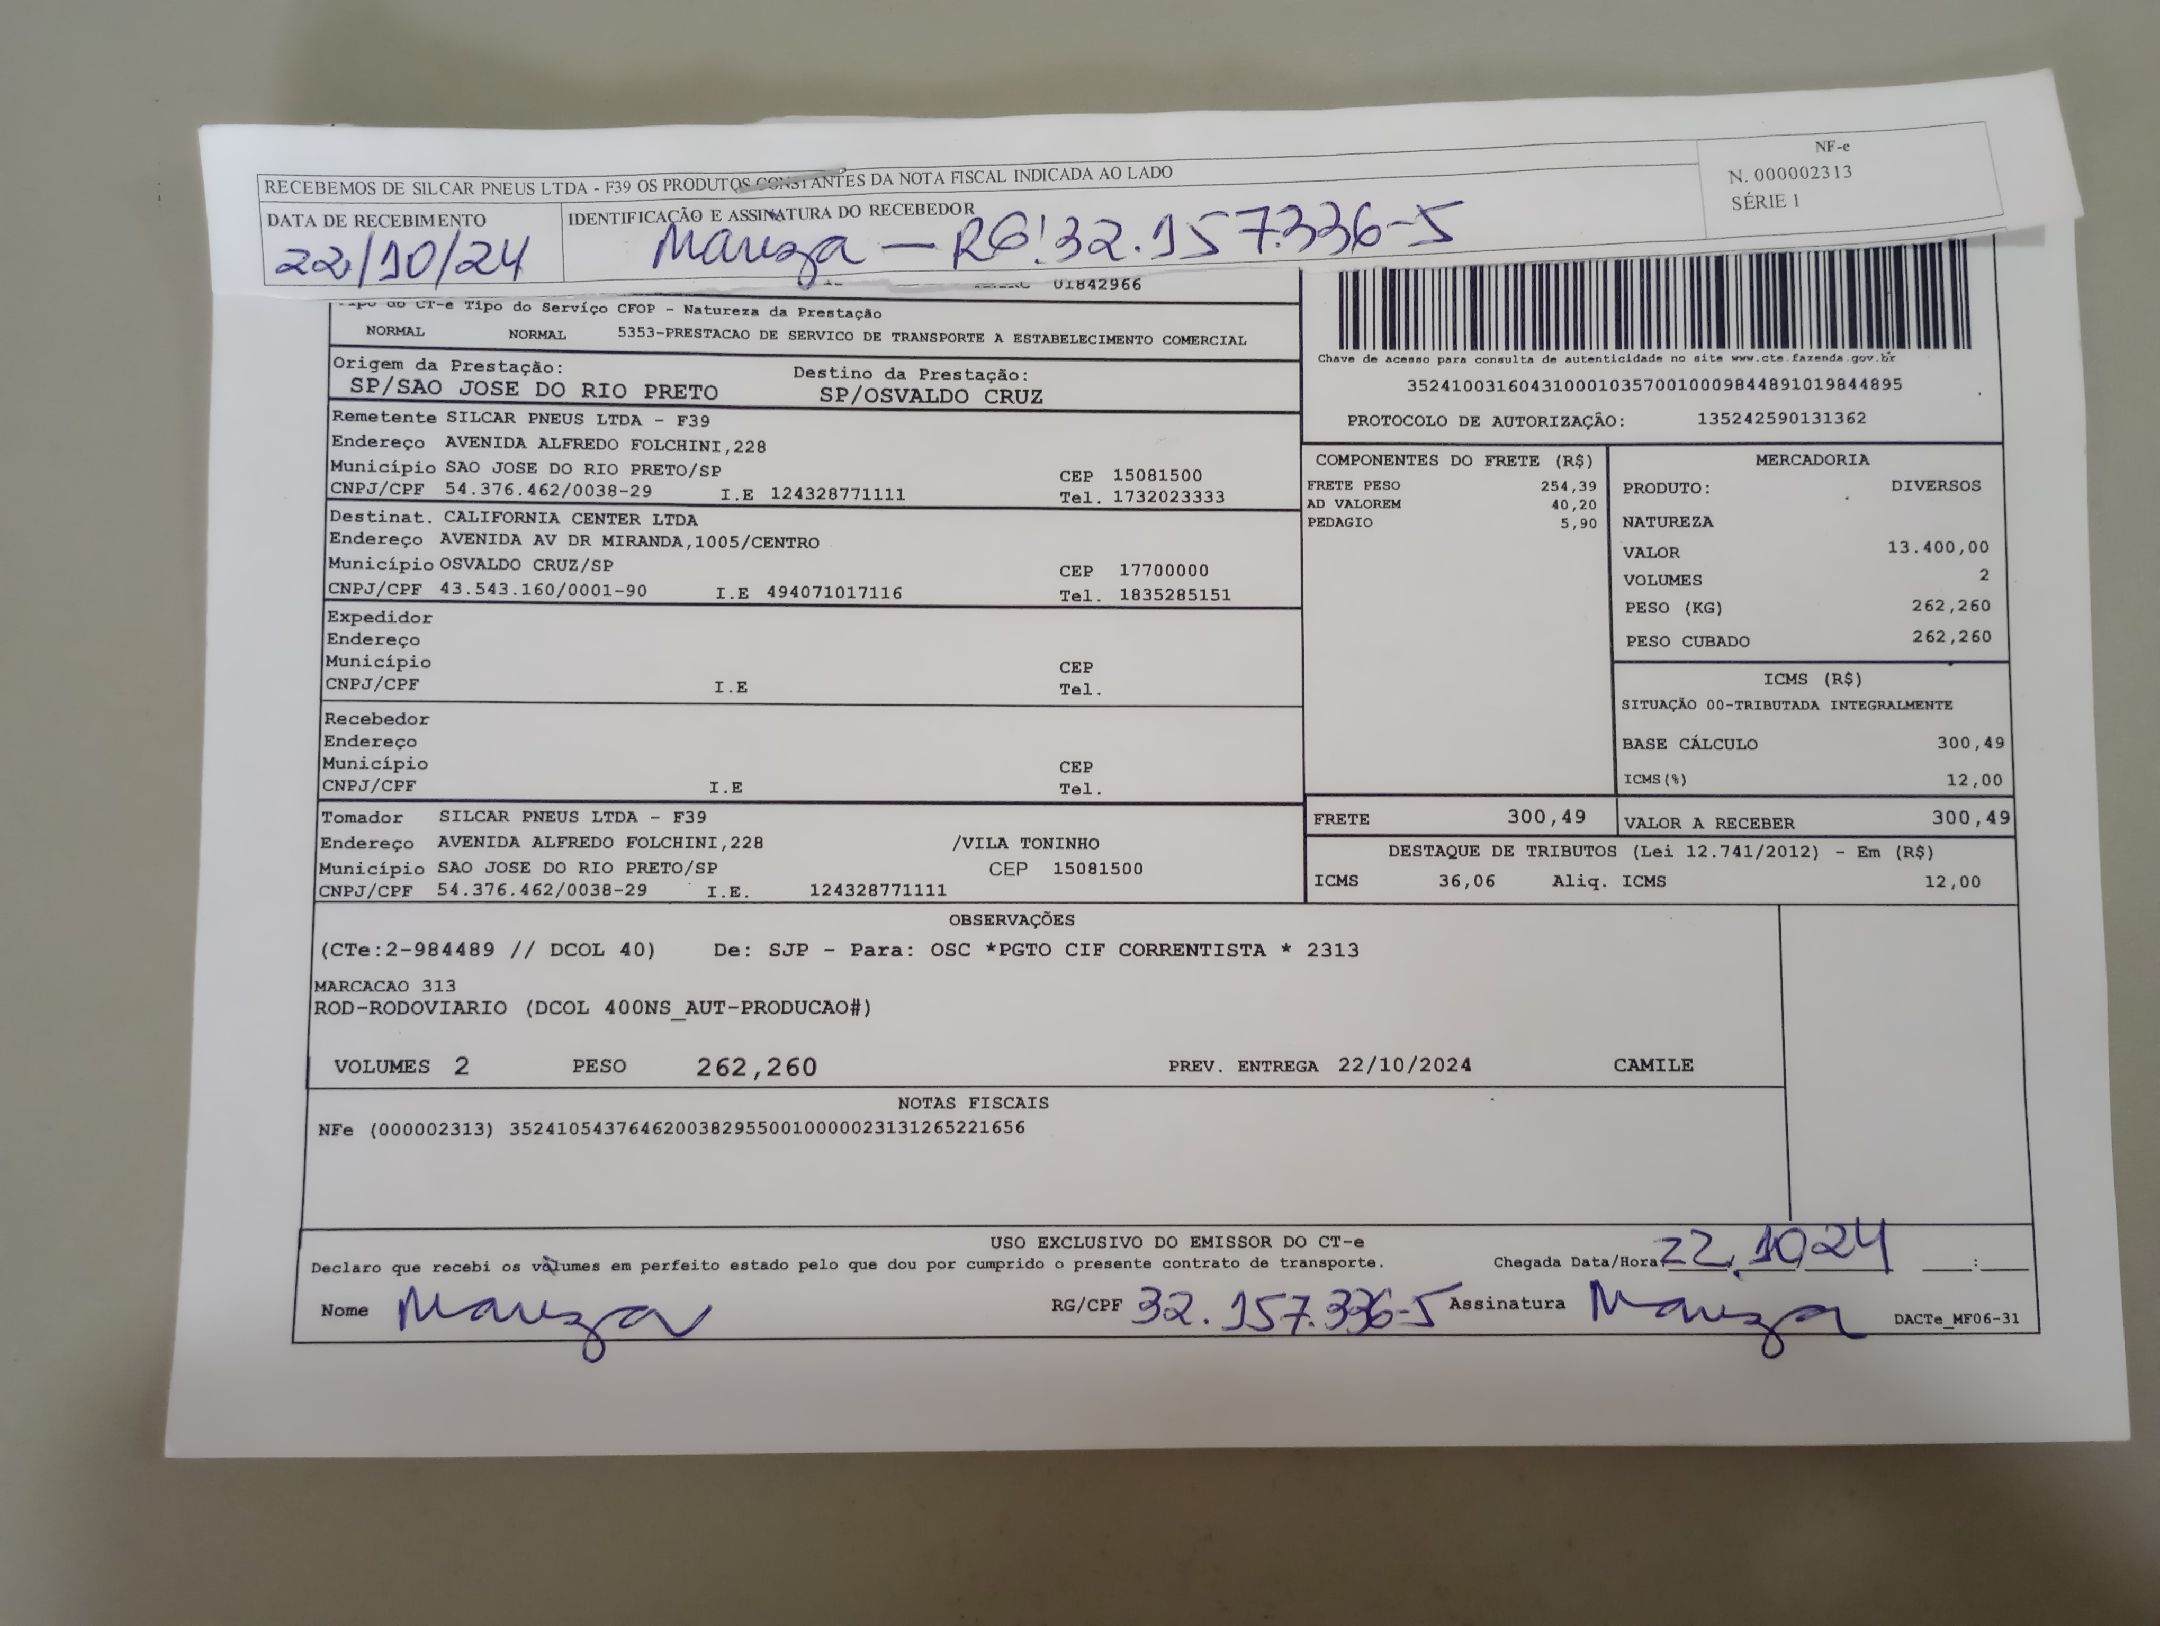 RECEBEMOS DE SILCAR PNEUS LTDA - F39 OS PRODUTOS CONSTANTES DA NOTA FISCAL INDICADA AO LADO
NF-e
N. 000002313
SÉRIE 1
DATA DE RECEBIMENTO
22/10/24
IDENTIFICAÇÃO E ASSINATURA DO RECEBEDOR
Mareza - RG: 32.157.336-5
01842966
Tipo do CT-e Tipo do Serviço CFOP - Natureza da Prestação
NORMAL NORMAL 5353-PRESTACAO DE SERVICO DE TRANSPORTE A ESTABELECIMENTO COMERCIAL
Origem da Prestação: Destino da Prestação:
SP/SAO JOSE DO RIO PRETO SP/OSVALDO CRUZ
Chave de acesso para consulta de autenticidade no site www.cte.fazenda.gov.br
35241003160431000103570010009844891019844895
PROTOCOLO DE AUTORIZAÇÃO: 135242590131362
Remetente SILCAR PNEUS LTDA - F39
Endereço AVENIDA ALFREDO FOLCHINI,228
Município SAO JOSE DO RIO PRETO/SP CEP 15081500
CNPJ/CPF 54.376.462/0038-29 I.E 124328771111 Tel. 1732023333
Destinat. CALIFORNIA CENTER LTDA
Endereço AVENIDA AV DR MIRANDA,1005/CENTRO
Município OSVALDO CRUZ/SP CEP 17700000
CNPJ/CPF 43.543.160/0001-90 I.E 494071017116 Tel. 1835285151
Expedidor
Endereço
Município CEP
CNPJ/CPF I.E Tel.
Recebedor
Endereço
Município CEP
CNPJ/CPF I.E Tel.
Tomador SILCAR PNEUS LTDA - F39
Endereço AVENIDA ALFREDO FOLCHINI,228 /VILA TONINHO
Município SAO JOSE DO RIO PRETO/SP CEP 15081500
CNPJ/CPF 54.376.462/0038-29 I.E. 124328771111
COMPONENTES DO FRETE (R$)
FRETE PESO 254,39
AD VALOREM 40,20
PEDAGIO 5,90
MERCADORIA
PRODUTO: DIVERSOS
NATUREZA
VALOR 13.400,00
VOLUMES 2
PESO (KG) 262,260
PESO CUBADO 262,260
ICMS (R$)
SITUAÇÃO 00-TRIBUTADA INTEGRALMENTE
BASE CÁLCULO 300,49
ICMS(%) 12,00
FRETE 300,49 VALOR A RECEBER 300,49
DESTAQUE DE TRIBUTOS (Lei 12.741/2012) - Em (R$)
ICMS 36,06 Aliq. ICMS 12,00
OBSERVAÇÕES
(CTe:2-984489 // DCOL 40) De: SJP - Para: OSC *PGTO CIF CORRENTISTA * 2313
MARCACAO 313
ROD-RODOVIARIO (DCOL 400NS_AUT-PRODUCAO#)
VOLUMES 2 PESO 262,260 PREV. ENTREGA 22/10/2024 CAMILE
NOTAS FISCAIS
NFe (000002313) 35241054376462003829550010000023131265221656
USO EXCLUSIVO DO EMISSOR DO CT-e
Declaro que recebi os volumes em perfeito estado pelo que dou por cumprido o presente contrato de transporte. Chegada Data/Hora: 22.10.24 ___:___
Nome Mareza RG/CPF 32.157.336-5 Assinatura Mareza DACTe_MF06-31